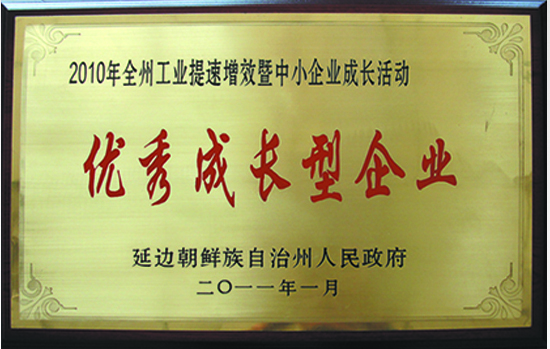 2010年全州工业提速增效暨中小企业成长活动
优秀成长型企业
延边朝鲜族自治州人民政府
二〇一一年一月